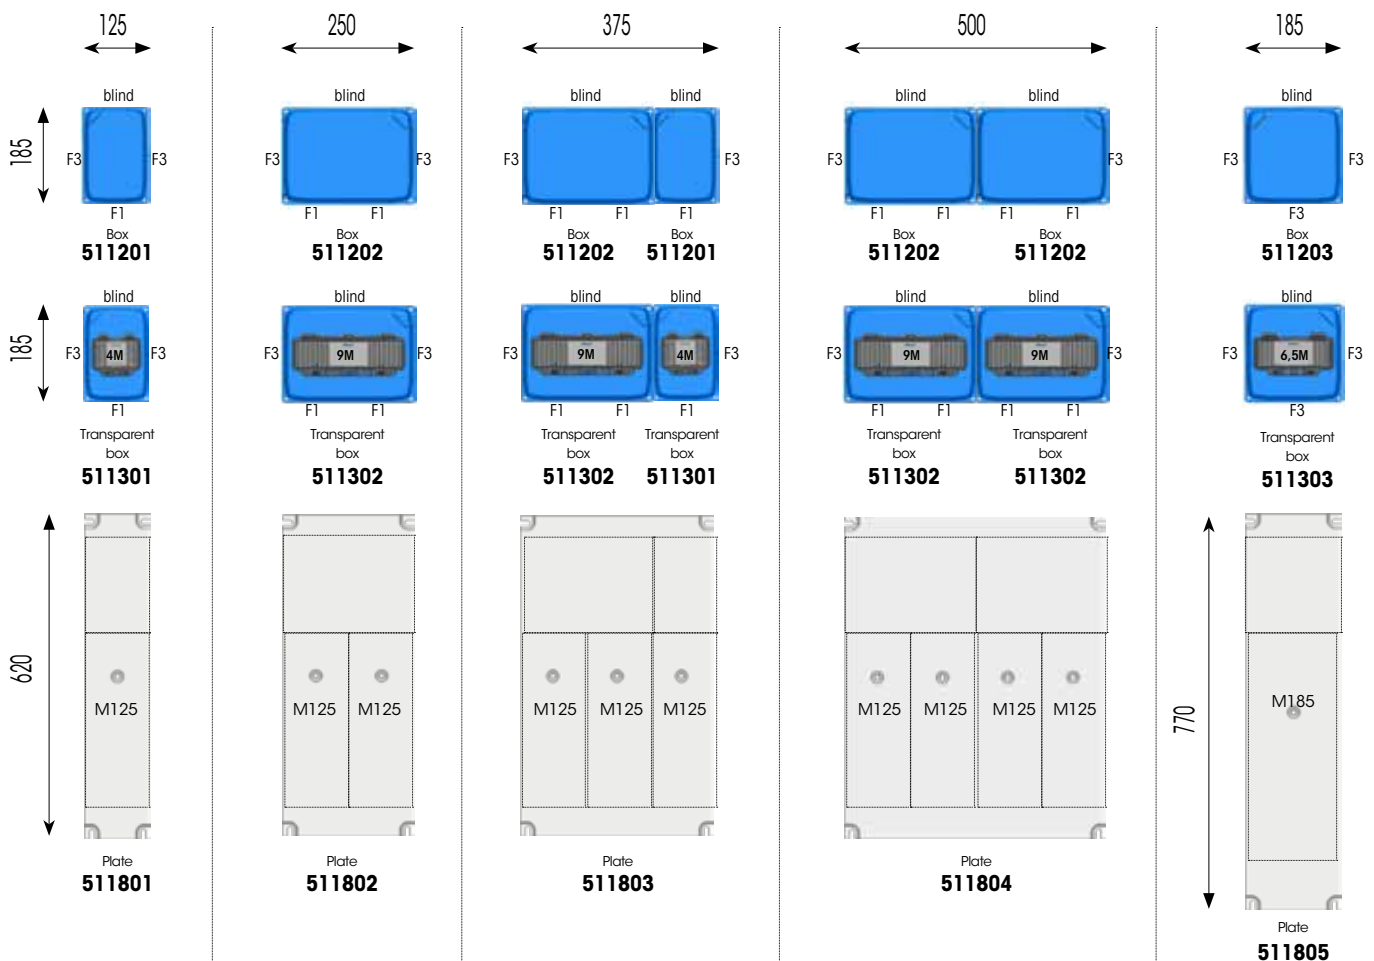 125
250
375
500
185
blind
blind
blind
blind
blind
blind
blind
185
F3
F3
F3
F3
F3
F3
F3
F3
F3
F3
F1
F1
F1
F1
F1
F1
F1
F1
F1
F1
F3
Box
Box
Box
Box
Box
Box
Box
511201
511202
511202
511201
511202
511202
511203
blind
blind
blind
blind
blind
blind
blind
185
F3
4M
F3
F3
9M
F3
F3
9M
4M
F3
F3
9M
9M
F3
F3
6,5M
F3
F1
F1
F1
F1
F1
F1
F1
F1
F1
F1
F3
Transparent
box
511301
Transparent
box
511302
Transparent
box
511302
Transparent
box
511301
Transparent
box
511302
Transparent
box
511302
Transparent
box
511303
620
M125
M125
M125
M125
M125
M125
M125
M125
M125
M125
M185
770
Plate
511801
Plate
511802
Plate
511803
Plate
511804
Plate
511805